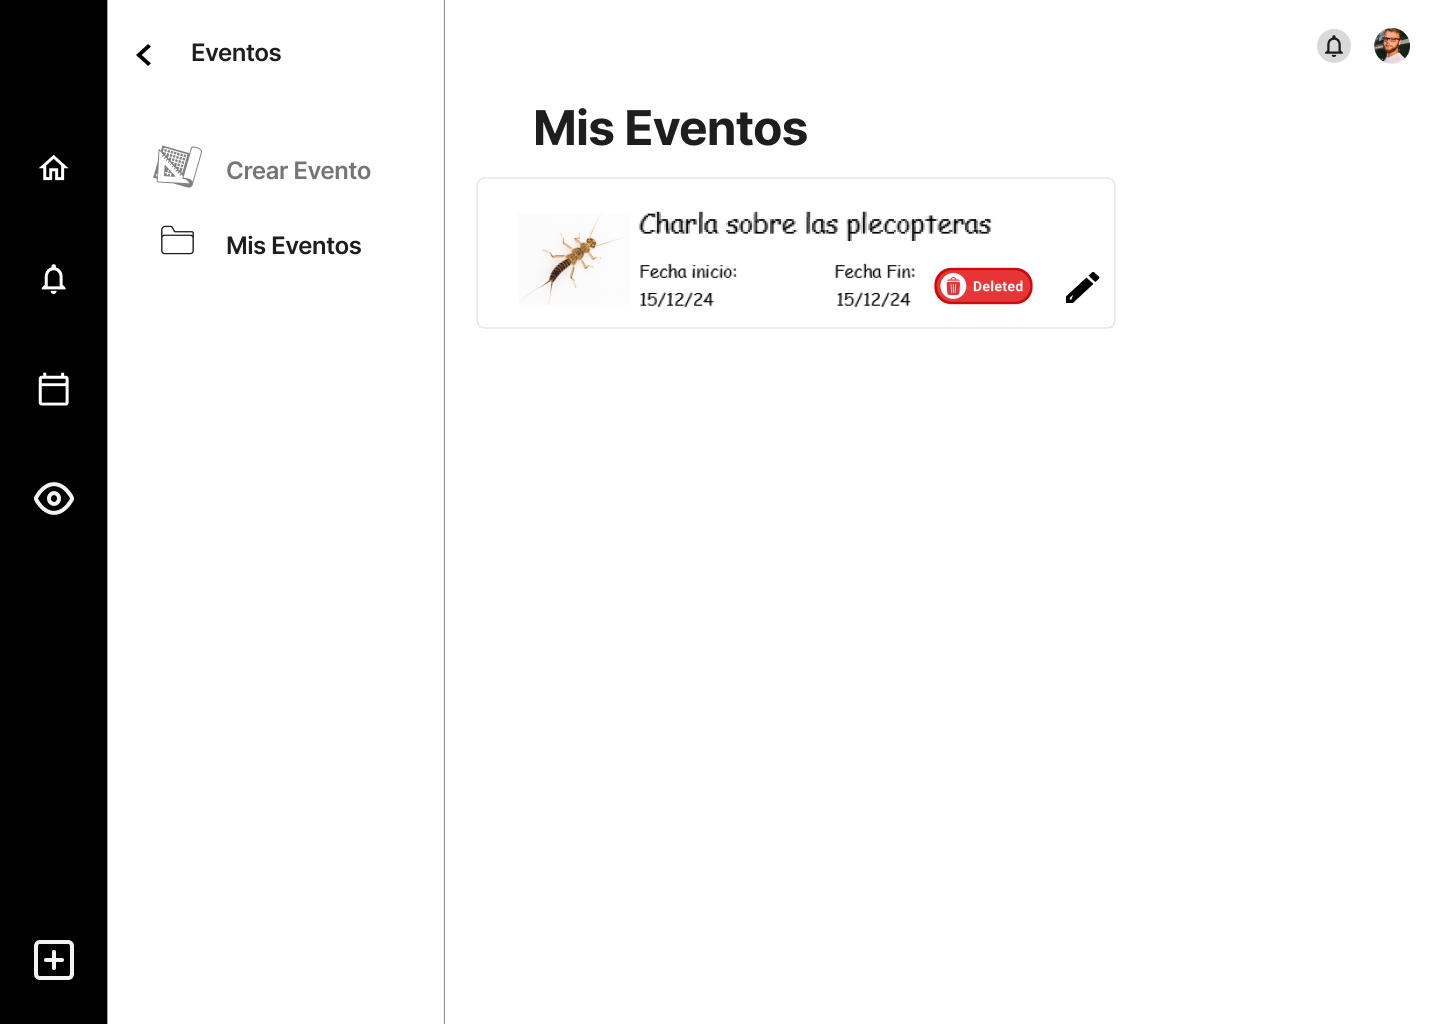 Eventos
Crear Evento
Mis Eventos
Mis Eventos
Charla sobre las plecopteras
Fecha inicio:
15/12/24
Fecha Fin:
15/12/24
Deleted